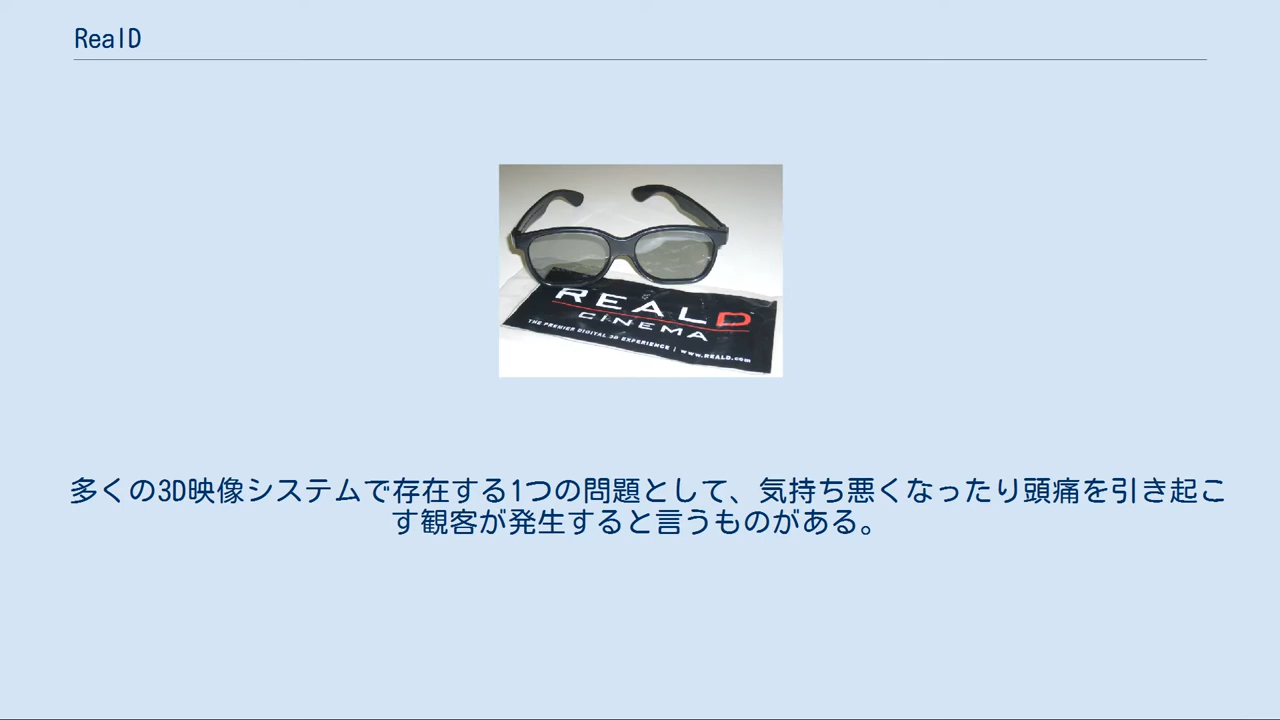 RealD
REALD
CINEMA
THE PREMIER DIGITAL 3D EXPERIENCE | www.REALD.com
多くの3D映像システムで存在する1つの問題として、気持ち悪くなったり頭痛を引き起こ
す観客が発生すると言うものがある。